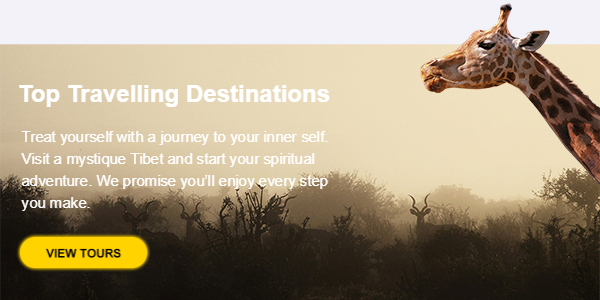 Top Travelling Destinations
Treat yourself with a journey to your inner self.
Visit a mystique Tibet and start your spiritual
adventure. We promise you'll enjoy every step
you make.
VIEW TOURS